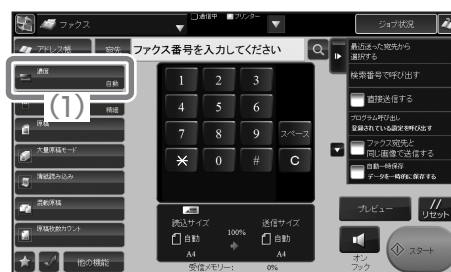 ファクス
通信中
プリンター
ジョブ状況
アドレス帳
宛先
ファクス番号を入力してください
最近送った宛先から
選択する
検索番号で呼び出す
濃度
自動
(1)
精細
原稿
大量原稿モード
薄紙読み込み
混載原稿
原稿枚数カウント
他の機能
1
2
3
4
5
6
7
8
9
スペース
0
#
C
読込サイズ
送信サイズ
100%
自動
自動
A4
A4
受信メモリー:
0%
直接送信する
プログラム呼び出し
登録されている設定を呼び出す
ファクス宛先と
同じ画像で送信する
自動一時保存
データを一時的に保存する
プレビュー
リセット
オン
フック
スタート